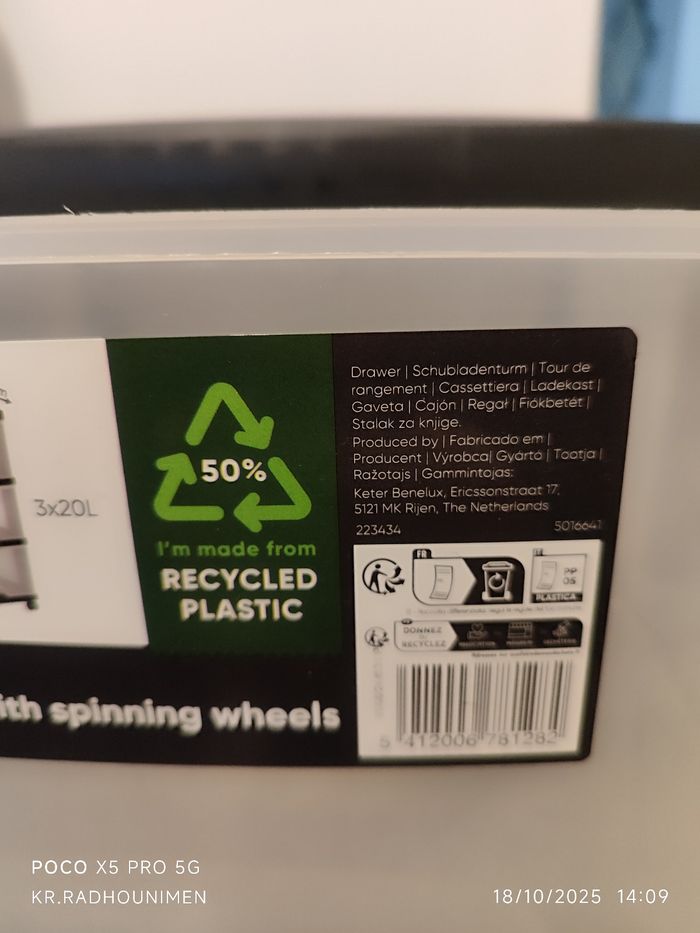 3x20L
50%
I'm made from
RECYCLED
PLASTIC
ith spinning wheels
Drawer | Schubladenturm | Tour de
rangement | Cassettiera | Ladekast |
Gaveta | Cajón | Regał | Fiókbetét |
Stalak za knjige.
Produced by | Fabricado em |
Producent | Výrobca| Gyártó | Tootja |
Ražotajs | Gammintojas:
Keter Benelux, Ericssonstraat 17,
5121 MK Rijen, The Netherlands
223434 5016641
FR
PP
05
PLASTICA
DONNEZ
RECYCLEZ
5 412006 781282
POCO X5 PRO 5G
KR.RADHOUNIMEN
18/10/2025 14:09